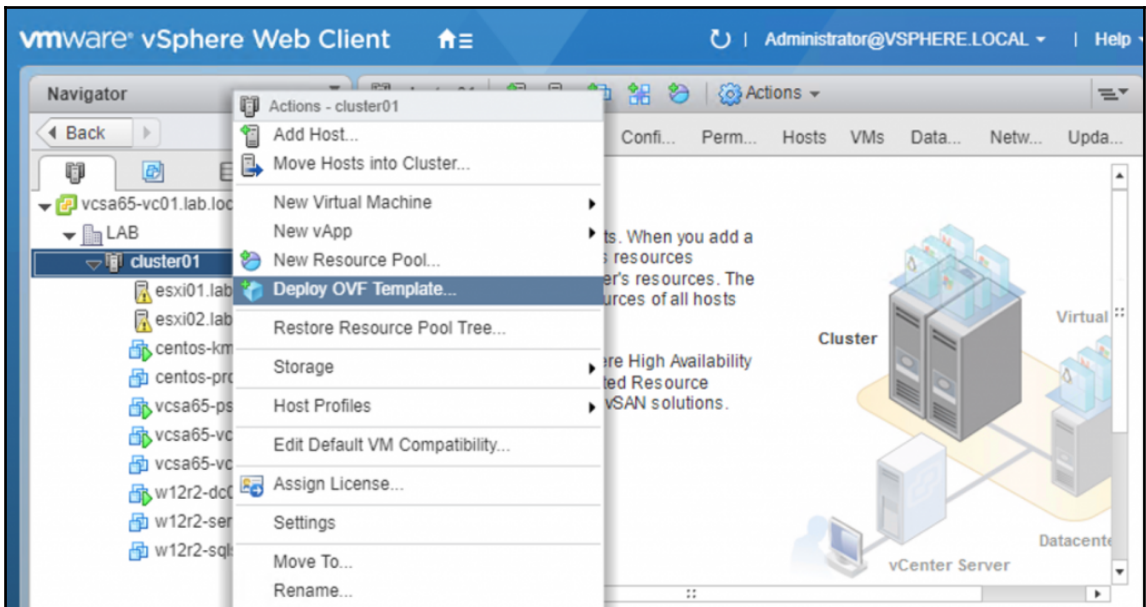 vmware® vSphere Web Client
Administrator@VSPHERE.LOCAL
Help
Navigator
Actions
Back
Confi... Perm... Hosts VMs Data... Netw... Upda...
vcsa65-vc01.lab.loc
LAB
cluster01
esxi01.lab
esxi02.lab
centos-km
centos-pro
vcsa65-ps
vcsa65-vc
vcsa65-vc
w12r2-dc0
w12r2-ser
w12r2-sqls
Actions - cluster01
Add Host...
Move Hosts into Cluster...
New Virtual Machine
New vApp
New Resource Pool...
Deploy OVF Template...
Restore Resource Pool Tree...
Storage
Host Profiles
Edit Default VM Compatibility...
Assign License...
Settings
Move To...
Rename...
ts. When you add a
s resources
er's resources. The
urces of all hosts
ere High Availability
ted Resource
vSAN solutions.
Cluster
Virtual
Datacente
vCenter Server